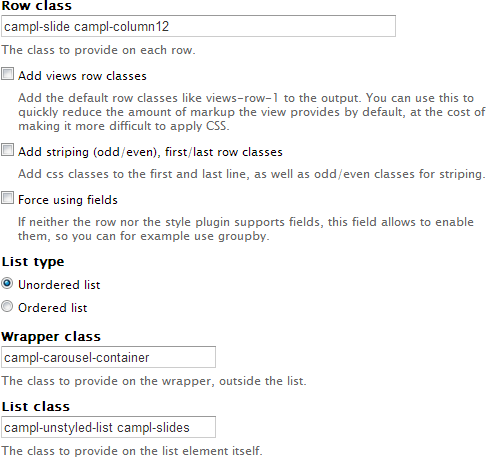 Row class
campl-slide campl-column12
The class to provide on each row.
Add views row classes
Add the default row classes like views-row-1 to the output. You can use this to
quickly reduce the amount of markup the view provides by default, at the cost of
making it more difficult to apply CSS.
Add striping (odd/even), first/last row classes
Add css classes to the first and last line, as well as odd/even classes for striping.
Force using fields
If neither the row nor the style plugin supports fields, this field allows to enable
them, so you can for example use groupby.
List type
Unordered list
Ordered list
Wrapper class
campl-carousel-container
The class to provide on the wrapper, outside the list.
List class
campl-unstyled-list campl-slides
The class to provide on the list element itself.